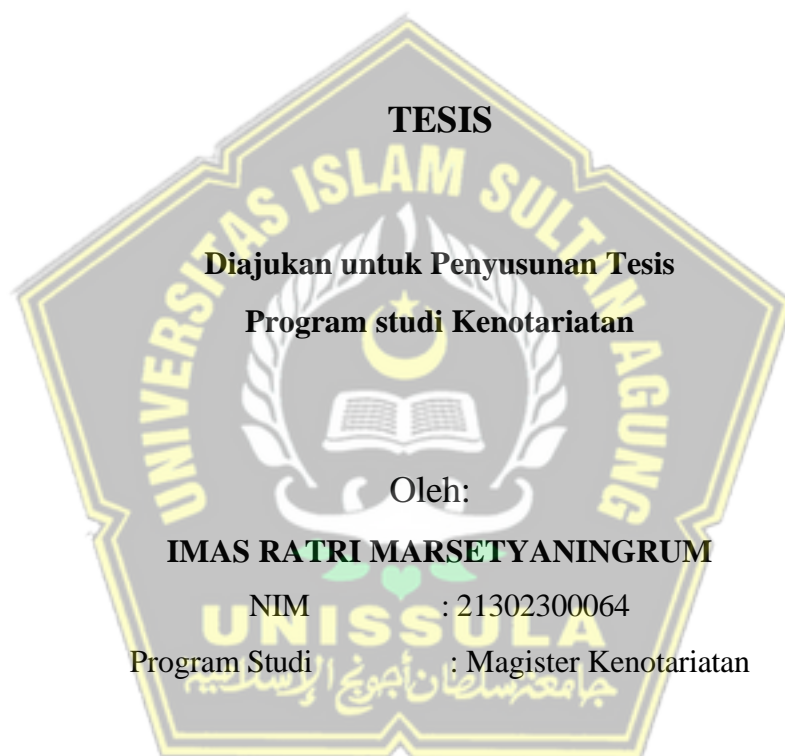 TESIS
UNIVERSITAS ISLAM SULTAN AGUNG
Diajukan untuk Penyusunan Tesis
Program studi Kenotariatan
Oleh:
IMAS RATRI MARSETYANINGRUM
NIM : 21302300064
Program Studi : Magister Kenotariatan
UNISSULA
جامعة سلطان أجونج الإسلامية